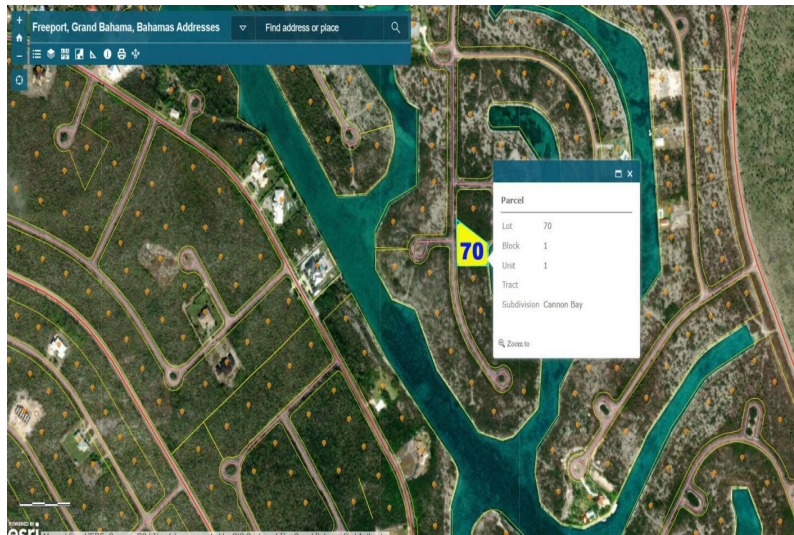 Freeport, Grand Bahama, Bahamas Addresses
Find address or place
70
Parcel
Lot 70
Block 1
Unit 1
Tract
Subdivision Cannon Bay
Zoom to
POWERED BY
esri